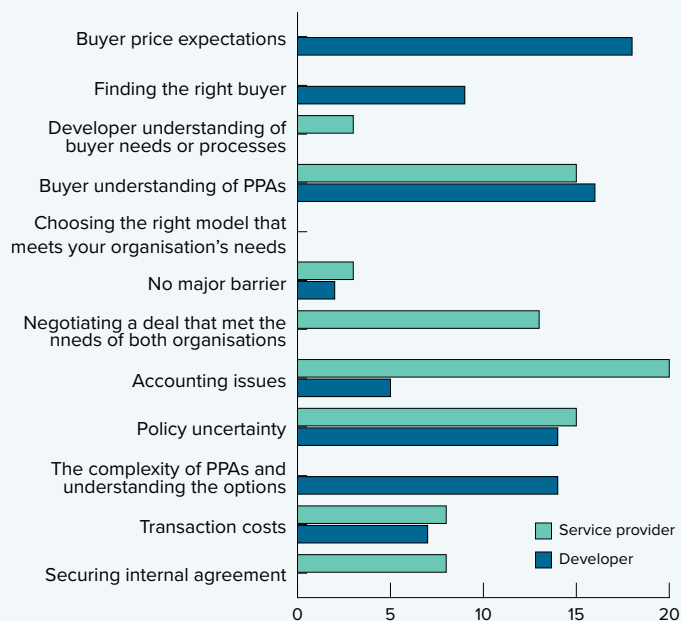 Buyer price expectations
Finding the right buyer
Developer understanding of
buyer needs or processes
Buyer understanding of PPAs
Choosing the right model that
meets your organisation’s needs
No major barrier
Negotiating a deal that met the
nneds of both organisations
Accounting issues
Policy uncertainty
The complexity of PPAs and
understanding the options
Transaction costs
Securing internal agreement
Service provider
Developer
0 5 10 15 20